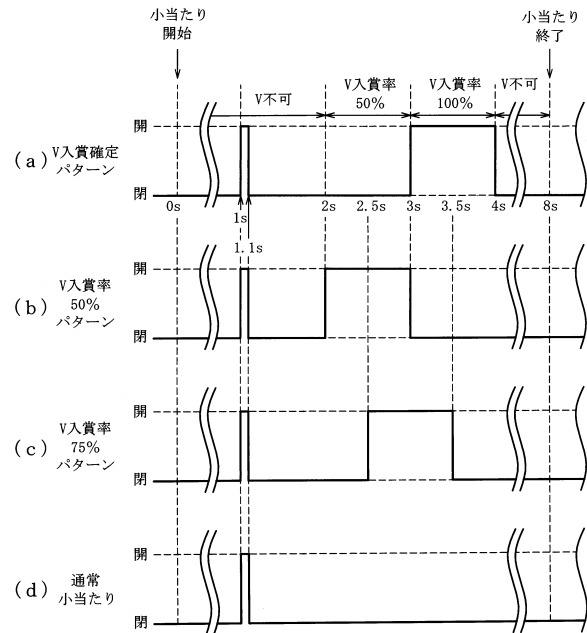 小当たり
開始
小当たり
終了
V不可
V入賞率
50%
V入賞率
100%
V不可
(a)
V入賞確定
パターン
開
閉
0s
1s
1.1s
2s
2.5s
3s
3.5s
4s
8s
(b)
V入賞率
50%
パターン
開
閉
(c)
V入賞率
75%
パターン
開
閉
(d)
通常
小当たり
開
閉